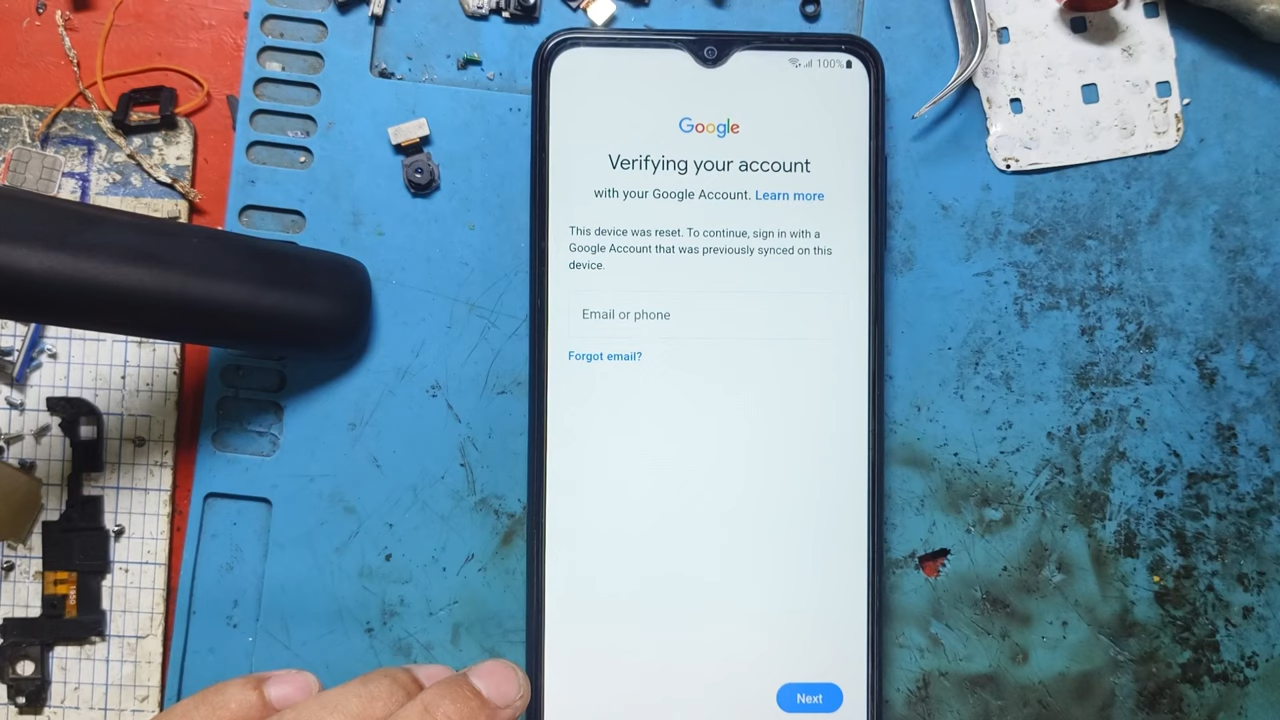 100%
Google
Verifying your account
with your Google Account. Learn more
This device was reset. To continue, sign in with a
Google Account that was previously synced on this
device.
Email or phone
Forgot email?
Next